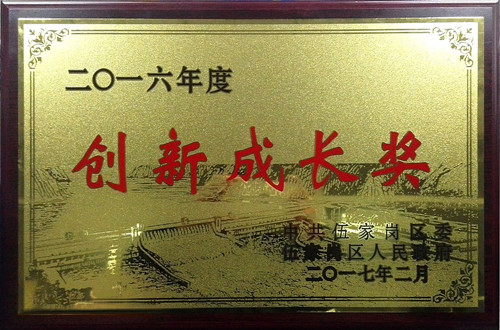 二〇一六年度
创新成长奖
中共伍家岗区委
伍家岗区人民政府
二〇一七年二月